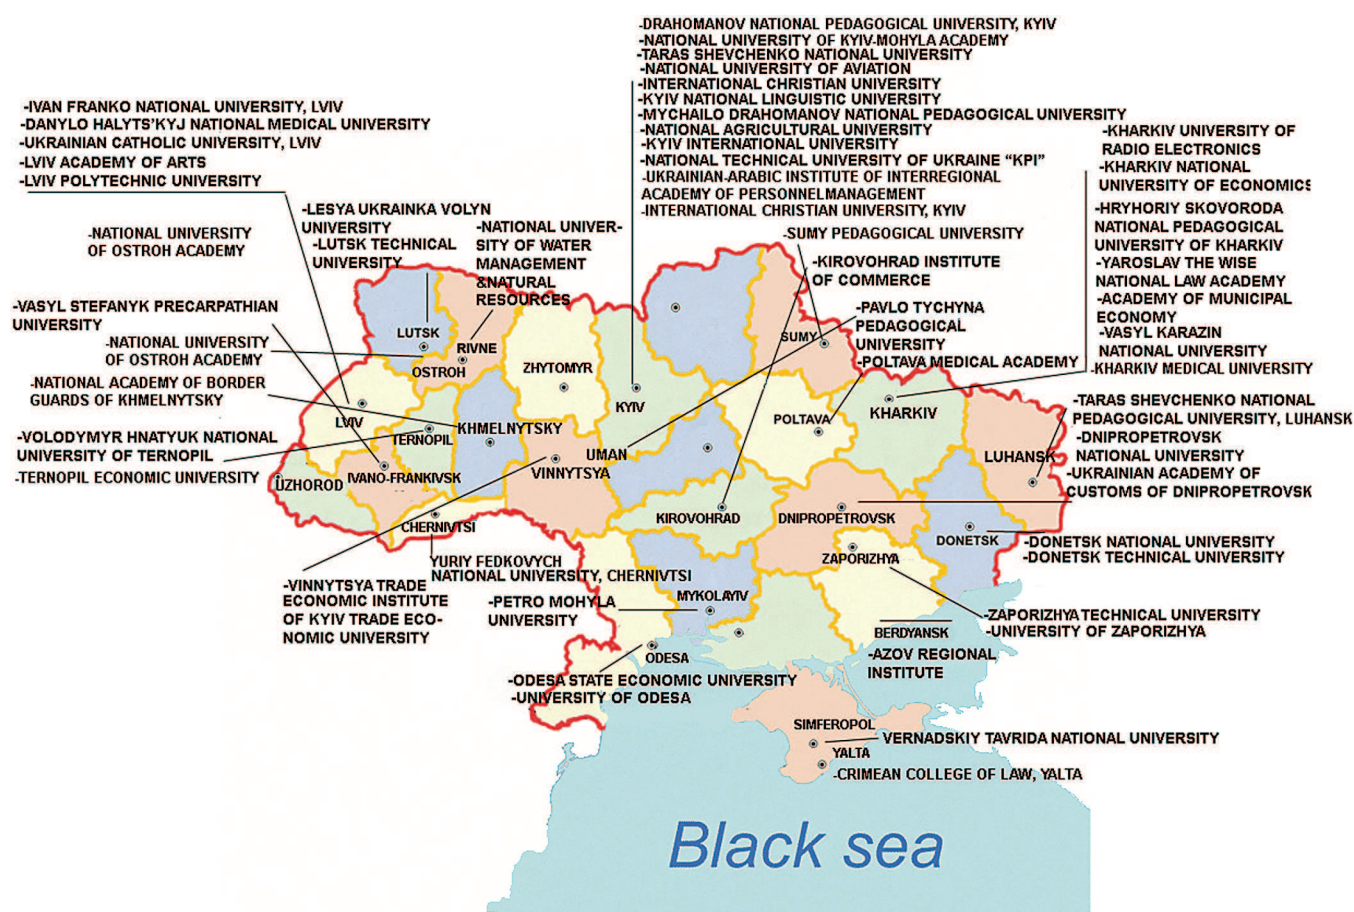 -DRAHOMANOV NATIONAL PEDAGOGICAL UNIVERSITY, KYIV
-NATIONAL UNIVERSITY OF KYIV-MOHYLA ACADEMY
-TARAS SHEVCHENKO NATIONAL UNIVERSITY
-NATIONAL UNIVERSITY OF AVIATION
-INTERNATIONAL CHRISTIAN UNIVERSITY
-KYIV NATIONAL LINGUISTIC UNIVERSITY
-MYCHAILO DRAHOMANOV NATIONAL PEDAGOGICAL UNIVERSITY
-NATIONAL AGRICULTURAL UNIVERSITY
-KYIV INTERNATIONAL UNIVERSITY
-NATIONAL TECHNICAL UNIVERSITY OF UKRAINE “KPI”
-UKRAINIAN-ARABIC INSTITUTE OF INTERREGIONAL
ACADEMY OF PERSONNELMANAGEMENT
-INTERNATIONAL CHRISTIAN UNIVERSITY, KYIV
-IVAN FRANKO NATIONAL UNIVERSITY, LVIV
-DANYLO HALYTS’KYJ NATIONAL MEDICAL UNIVERSITY
-UKRAINIAN CATHOLIC UNIVERSITY, LVIV
-LVIV ACADEMY OF ARTS
-LVIV POLYTECHNIC UNIVERSITY
-KHARKIV UNIVERSITY OF
RADIO ELECTRONICS
-KHARKIV NATIONAL
UNIVERSITY OF ECONOMICS
-HRYHORIY SKOVORODA
NATIONAL PEDAGOGICAL
UNIVERSITY OF KHARKIV
-YAROSLAV THE WISE
NATIONAL LAW ACADEMY
-ACADEMY OF MUNICIPAL
ECONOMY
-VASYL KARAZIN
NATIONAL UNIVERSITY
-KHARKIV MEDICAL UNIVERSITY
-LESYA UKRAINKA VOLYN
UNIVERSITY
-LUTSK TECHNICAL
UNIVERSITY
-NATIONAL UNIVER-
SITY OF WATER
MANAGEMENT
&NATURAL
RESOURCES
-NATIONAL UNIVERSITY
OF OSTROH ACADEMY
-SUMY PEDAGOGICAL UNIVERSITY
-KIROVOHRAD INSTITUTE
OF COMMERCE
-PAVLO TYCHYNA
PEDAGOGICAL
UNIVERSITY
-POLTAVA MEDICAL ACADEMY
-VASYL STEFANYK PRECARPATHIAN
UNIVERSITY
-NATIONAL UNIVERSITY
OF OSTROH ACADEMY
-NATIONAL ACADEMY OF BORDER
GUARDS OF KHMELNYTSKY
-VOLODYMYR HNATYUK NATIONAL
UNIVERSITY OF TERNOPIL
-TERNOPIL ECONOMIC UNIVERSITY
-TARAS SHEVCHENKO NATIONAL
PEDAGOGICAL UNIVERSITY, LUHANSK
-DNIPROPETROVSK
NATIONAL UNIVERSITY
-UKRAINIAN ACADEMY OF
CUSTOMS OF DNIPROPETROVSK
LUTSK
RIVNE
OSTROH
ZHYTOMYR
KYIV
SUMY
LVIV
TERNOPIL
KHMELNYTSKY
UMAN
VINNYTSYA
POLTAVA
KHARKIV
LUHANSK
UZHOROD
IVANO-FRANKIVSK
CHERNIVTSI
KIROVOHRAD
DNIPROPETROVSK
DONETSK
ZAPORIZHYA
MYKOLAYIV
BERDYANSK
ODESA
SIMFEROPOL
YALTA
-DONETSK NATIONAL UNIVERSITY
-DONETSK TECHNICAL UNIVERSITY
YURIY FEDKOVYCH
NATIONAL UNIVERSITY, CHERNIVTSI
-VINNYTSYA TRADE
ECONOMIC INSTITUTE
OF KYIV TRADE ECO-
NOMIC UNIVERSITY
-PETRO MOHYLA
UNIVERSITY
-ZAPORIZHYA TECHNICAL UNIVERSITY
-UNIVERSITY OF ZAPORIZHYA
-AZOV REGIONAL
INSTITUTE
-ODESA STATE ECONOMIC UNIVERSITY
-UNIVERSITY OF ODESA
VERNADSKIY TAVRIDA NATIONAL UNIVERSITY
-CRIMEAN COLLEGE OF LAW, YALTA
Black sea